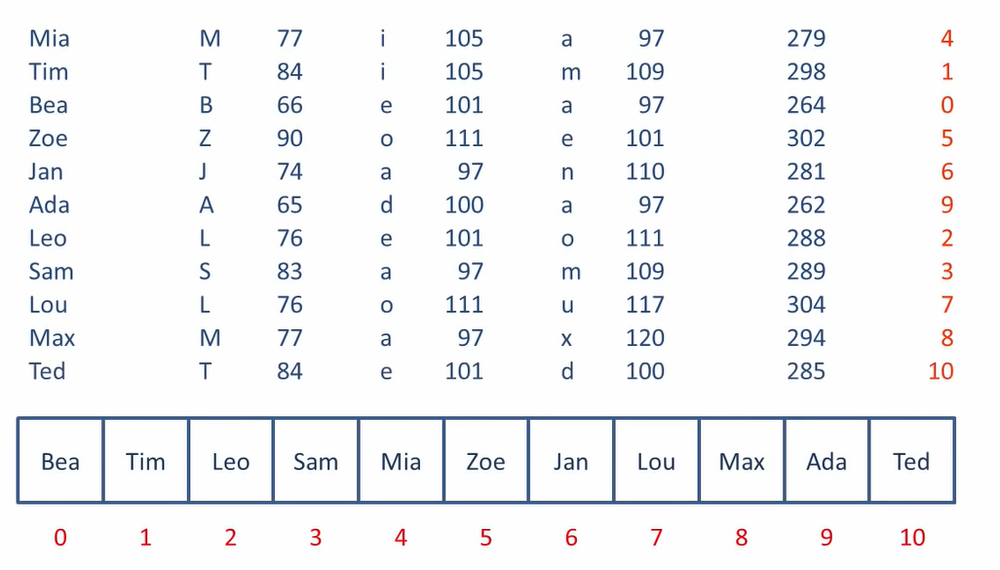 Mia M 77 i 105 a 97 279 4
Tim T 84 i 105 m 109 298 1
Bea B 66 e 101 a 97 264 0
Zoe Z 90 o 111 e 101 302 5
Jan J 74 a 97 n 110 281 6
Ada A 65 d 100 a 97 262 9
Leo L 76 e 101 o 111 288 2
Sam S 83 a 97 m 109 289 3
Lou L 76 o 111 u 117 304 7
Max M 77 a 97 x 120 294 8
Ted T 84 e 101 d 100 285 10
Bea Tim Leo Sam Mia Zoe Jan Lou Max Ada Ted
0 1 2 3 4 5 6 7 8 9 10